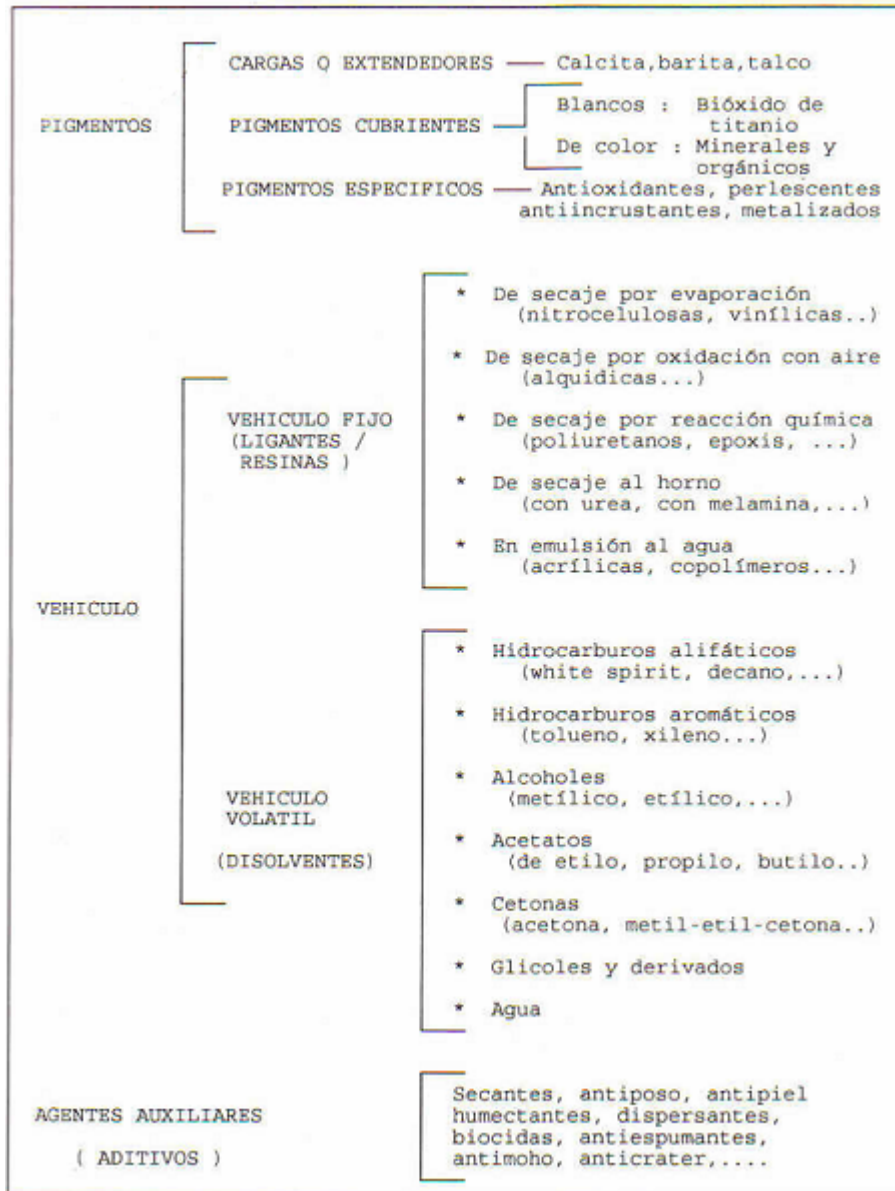 CARGAS O EXTENDEDORES — Calcita,barita,talco
PIGMENTOS
PIGMENTOS CUBRIENTES
Blancos : Bióxido de
titanio
De color : Minerales y
orgánicos
PIGMENTOS ESPECIFICOS — Antioxidantes, perlescentes
antiincrustantes, metalizados
VEHICULO
VEHICULO FIJO
(LIGANTES /
RESINAS )
* De secaje por evaporación
(nitrocelulosas, vinílicas..)
* De secaje por oxidación con aire
(alquidicas...)
* De secaje por reacción química
(poliuretanos, epoxis, ...)
* De secaje al horno
(con urea, con melamina,...)
* En emulsión al agua
(acrílicas, copolímeros...)
VEHICULO
VOLATIL
(DISOLVENTES)
* Hidrocarburos alifáticos
(white spirit, decano,...)
* Hidrocarburos aromáticos
(tolueno, xileno...)
* Alcoholes
(metílico, etílico,...)
* Acetatos
(de etilo, propilo, butilo..)
* Cetonas
(acetona, metil-etil-cetona..)
* Glicoles y derivados
* Agua
AGENTES AUXILIARES
( ADITIVOS )
Secantes, antiposo, antipiel
humectantes, dispersantes,
biocidas, antiespumantes,
antimoho, anticrater,....